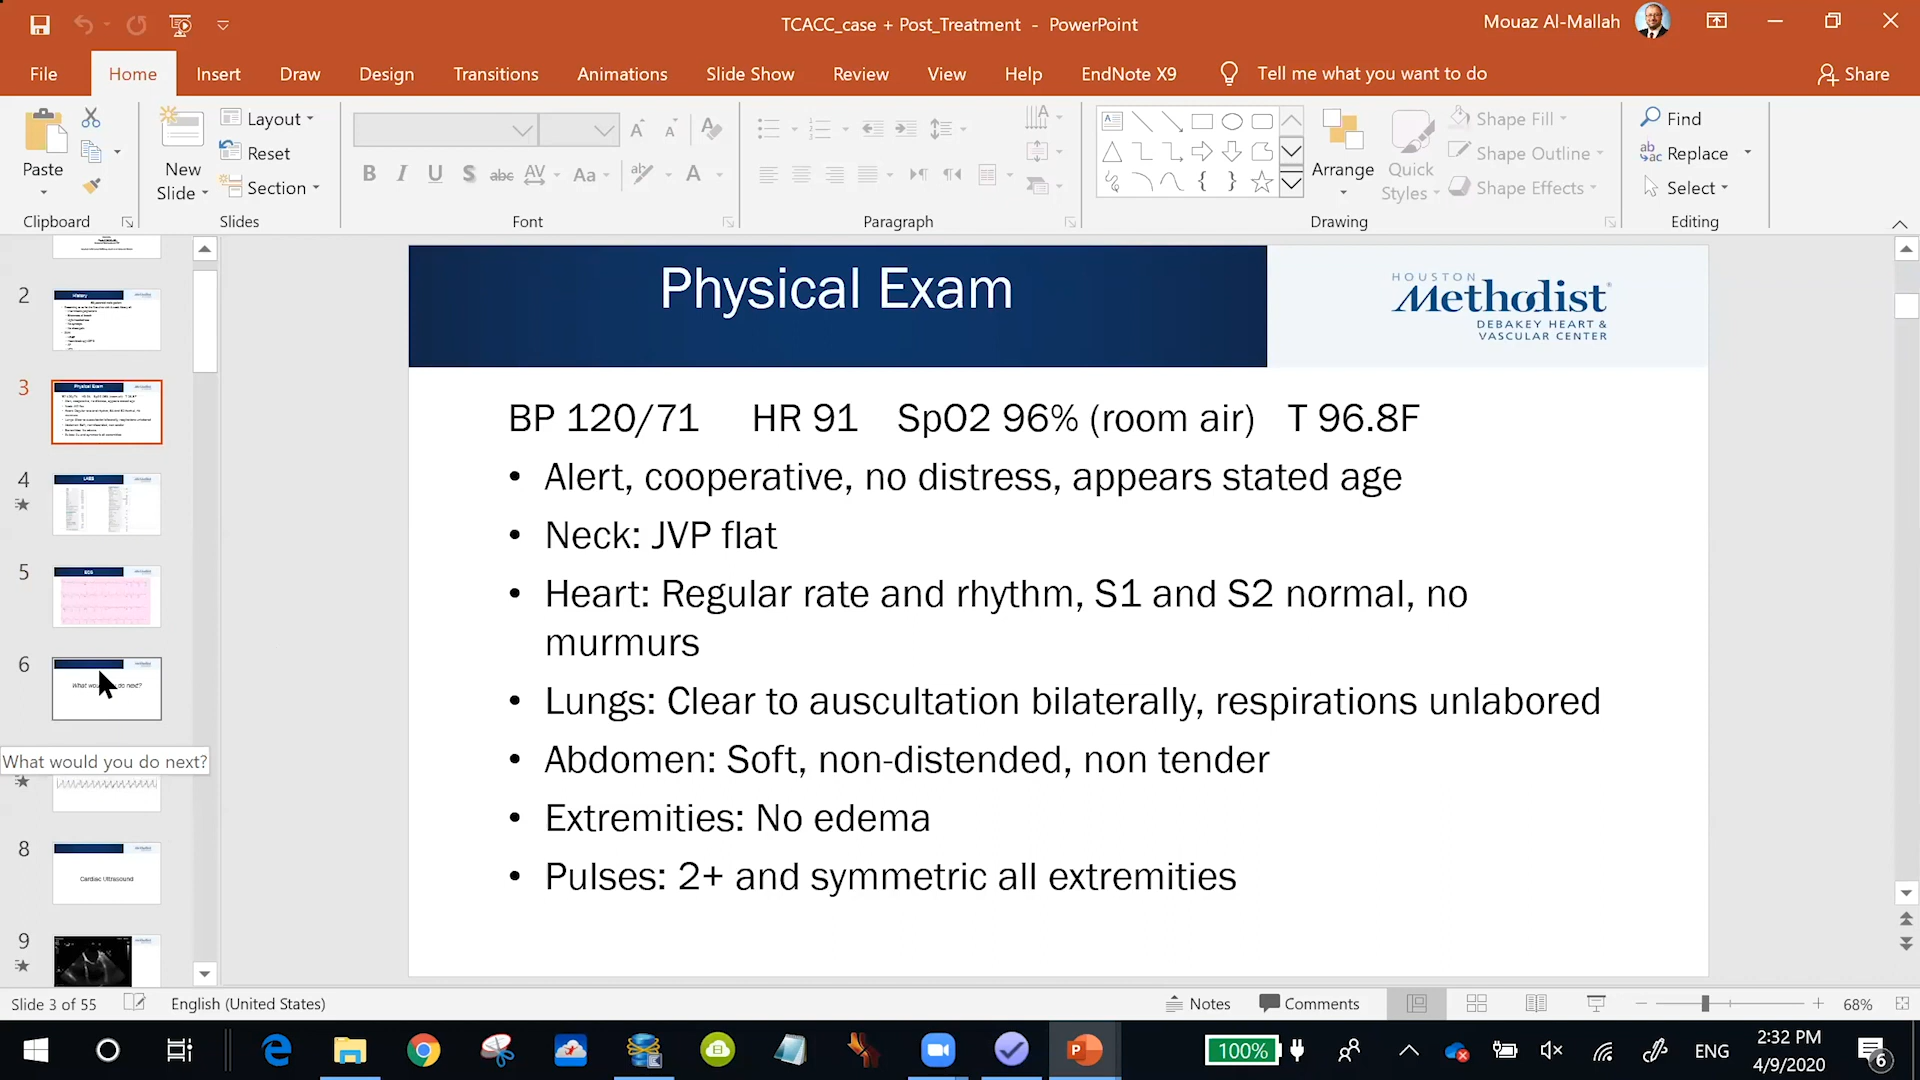 TCACC_case + Post_Treatment - PowerPoint
Mouaz Al-Mallah
File Home Insert Draw Design Transitions Animations Slide Show Review View Help EndNote X9 Tell me what you want to do Share
Paste
Clipboard
New Slide
Layout
Reset
Section
Slides
Font
Paragraph
Arrange
Quick Styles
Shape Fill
Shape Outline
Shape Effects
Drawing
Find
Replace
Select
Editing
2
History
3
Physical Exam
4
LABS
5
ECG
6
What would you do next?
8
Cardiac Ultrasound
9
Physical Exam
HOUSTON
Methodist
DEBAKEY HEART &
VASCULAR CENTER
BP 120/71 HR 91 SpO2 96% (room air) T 96.8F
• Alert, cooperative, no distress, appears stated age
• Neck: JVP flat
• Heart: Regular rate and rhythm, S1 and S2 normal, no
murmurs
• Lungs: Clear to auscultation bilaterally, respirations unlabored
• Abdomen: Soft, non-distended, non tender
• Extremities: No edema
• Pulses: 2+ and symmetric all extremities
Slide 3 of 55 English (United States) Notes Comments 68%
100% ENG 2:32 PM
4/9/2020
6